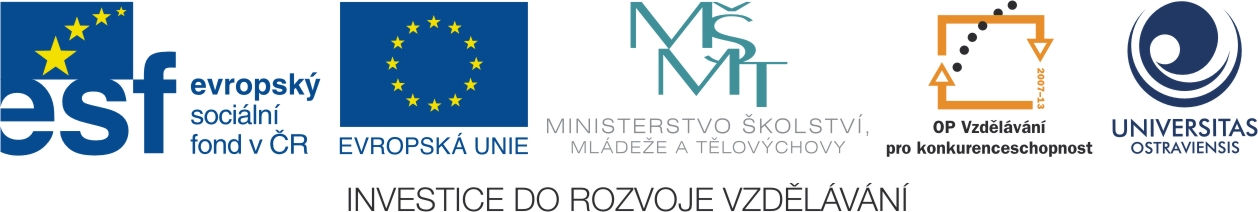 esf
evropský
sociální
fond v ČR
EVROPSKÁ UNIE
MŠMT
MINISTERSTVO ŠKOLSTVÍ,
MLÁDEŽE A TĚLOVÝCHOVY
2007-13
OP Vzdělávání
pro konkurenceschopnost
UNIVERSITAS
OSTRAVIENSIS
INVESTICE DO ROZVOJE VZDĚLÁVÁNÍ